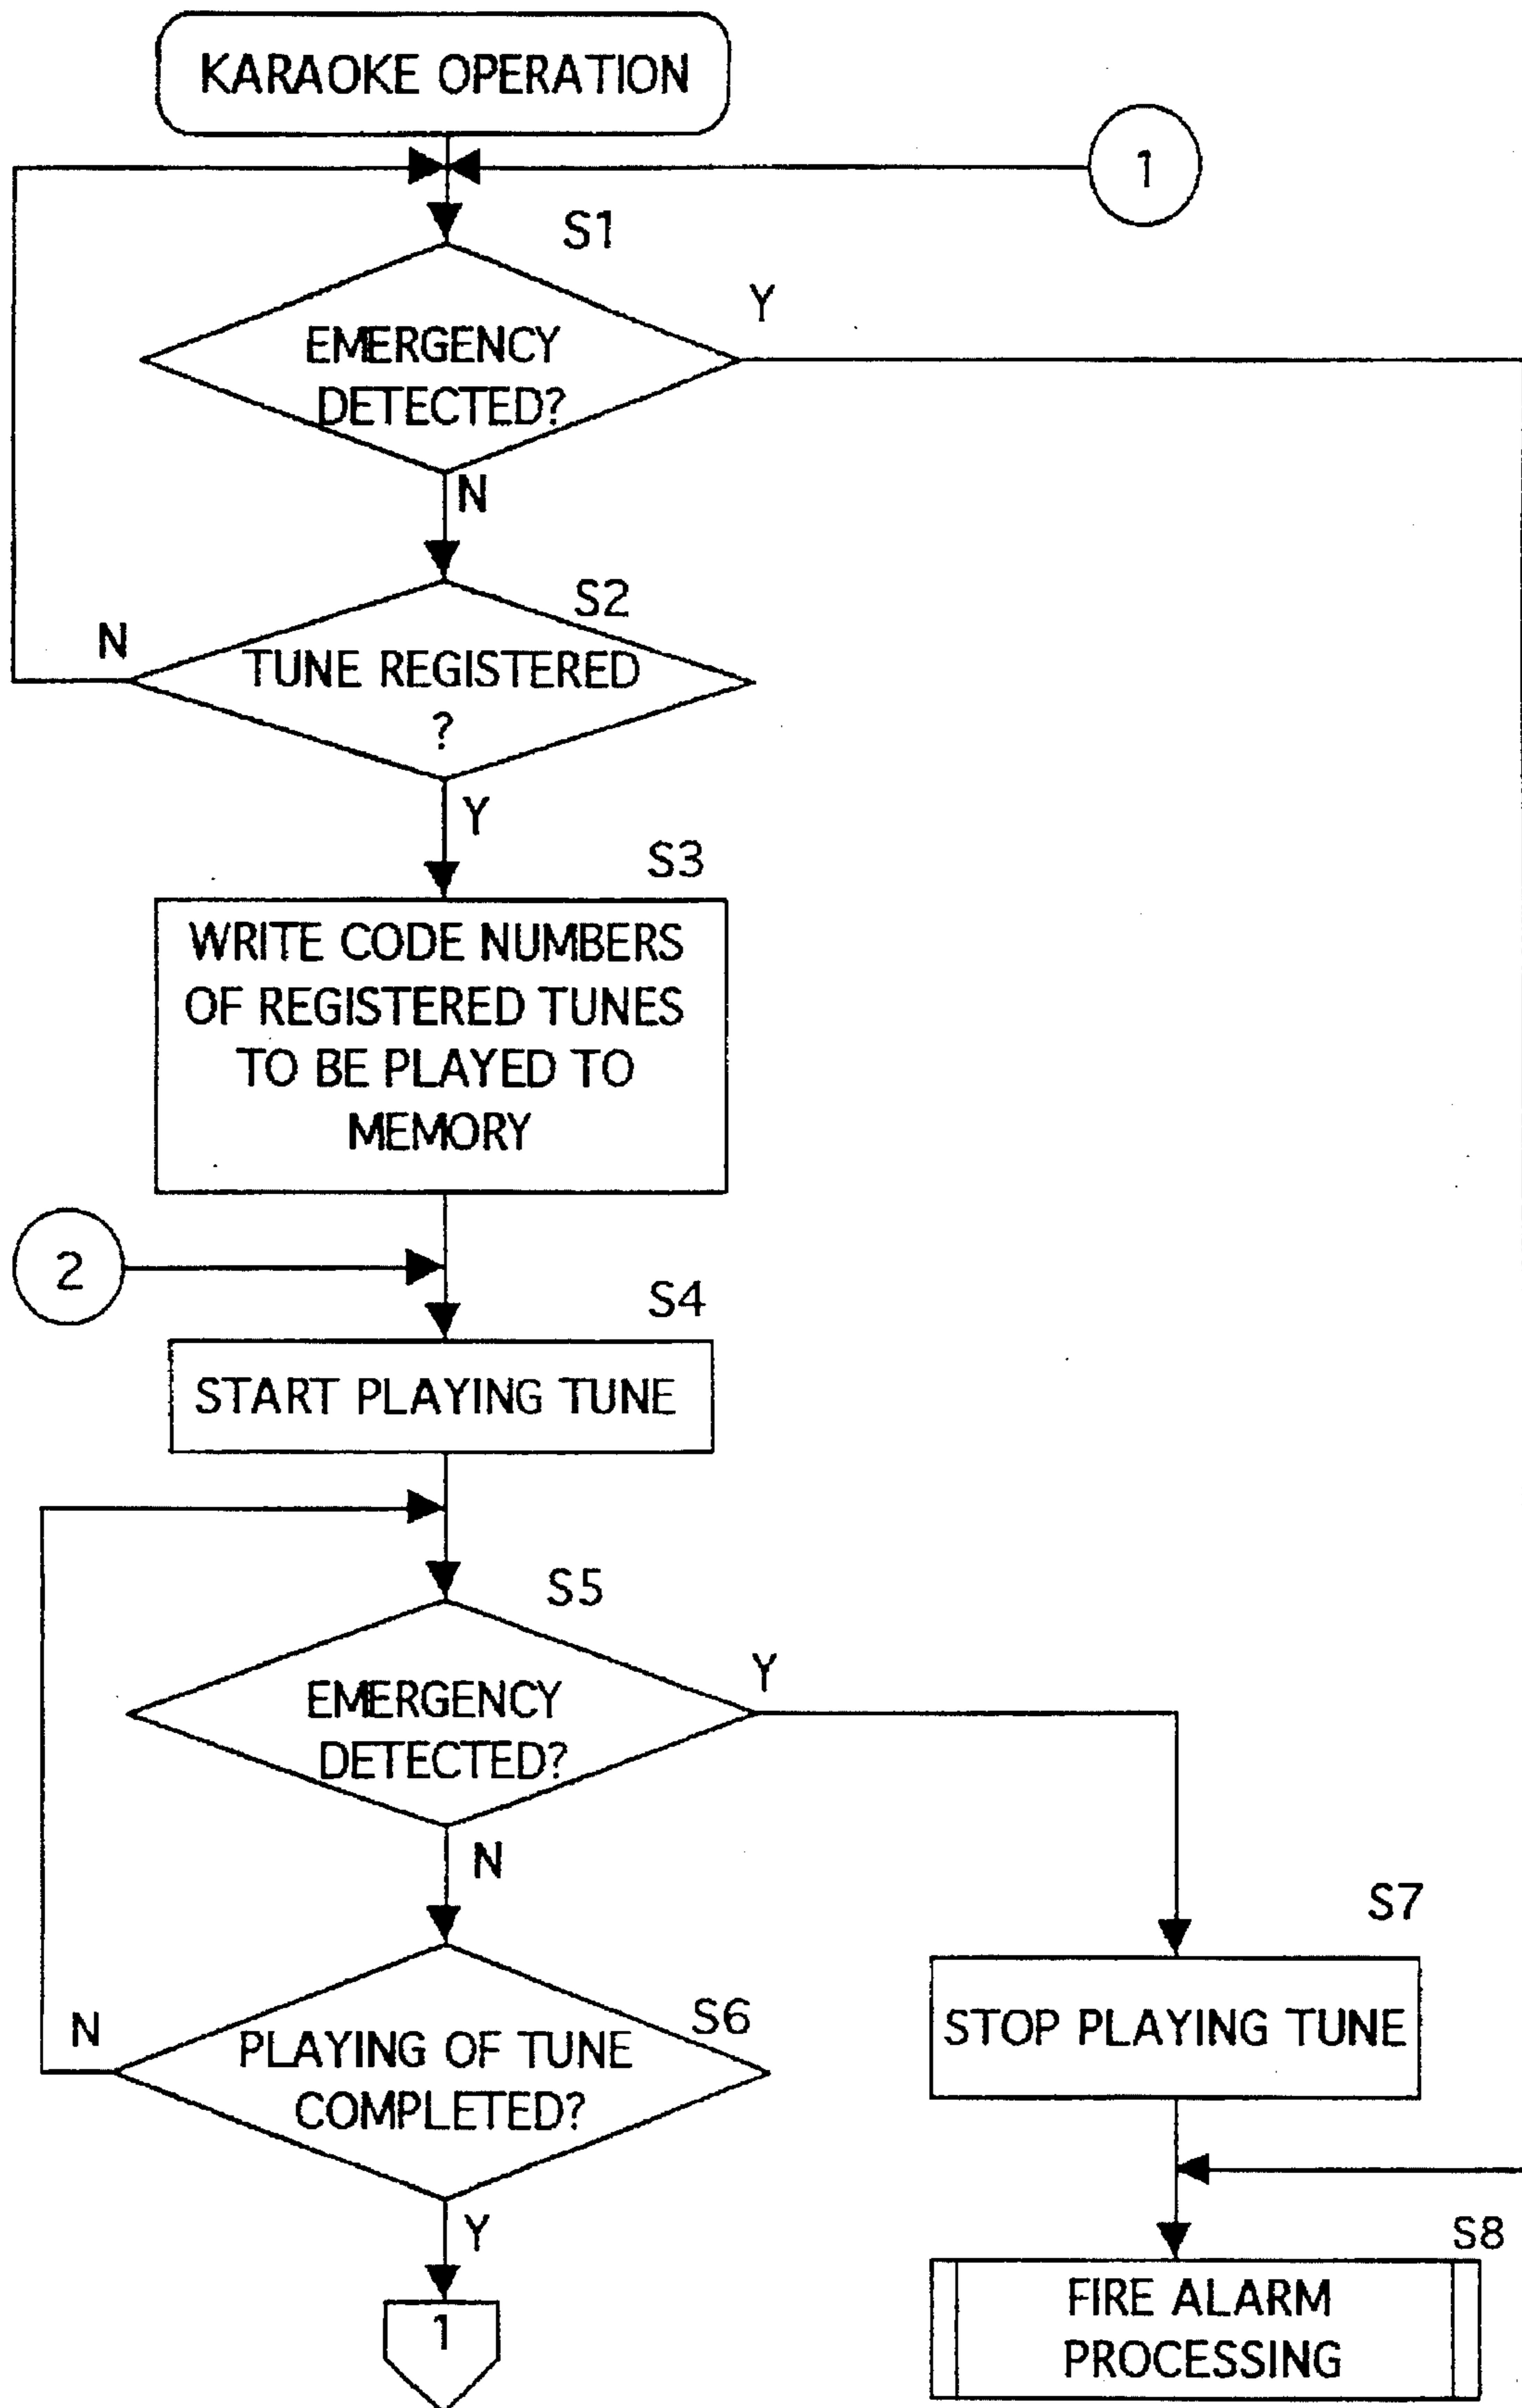 KARAOKE OPERATION
1
S1
Y
EMERGENCY
DETECTED?
N
S2
N
TUNE REGISTERED
?
Y
S3
WRITE CODE NUMBERS
OF REGISTERED TUNES
TO BE PLAYED TO
MEMORY
2
S4
START PLAYING TUNE
S5
Y
EMERGENCY
DETECTED?
N
S7
S6
N
PLAYING OF TUNE
COMPLETED?
STOP PLAYING TUNE
Y
S8
1
FIRE ALARM
PROCESSING